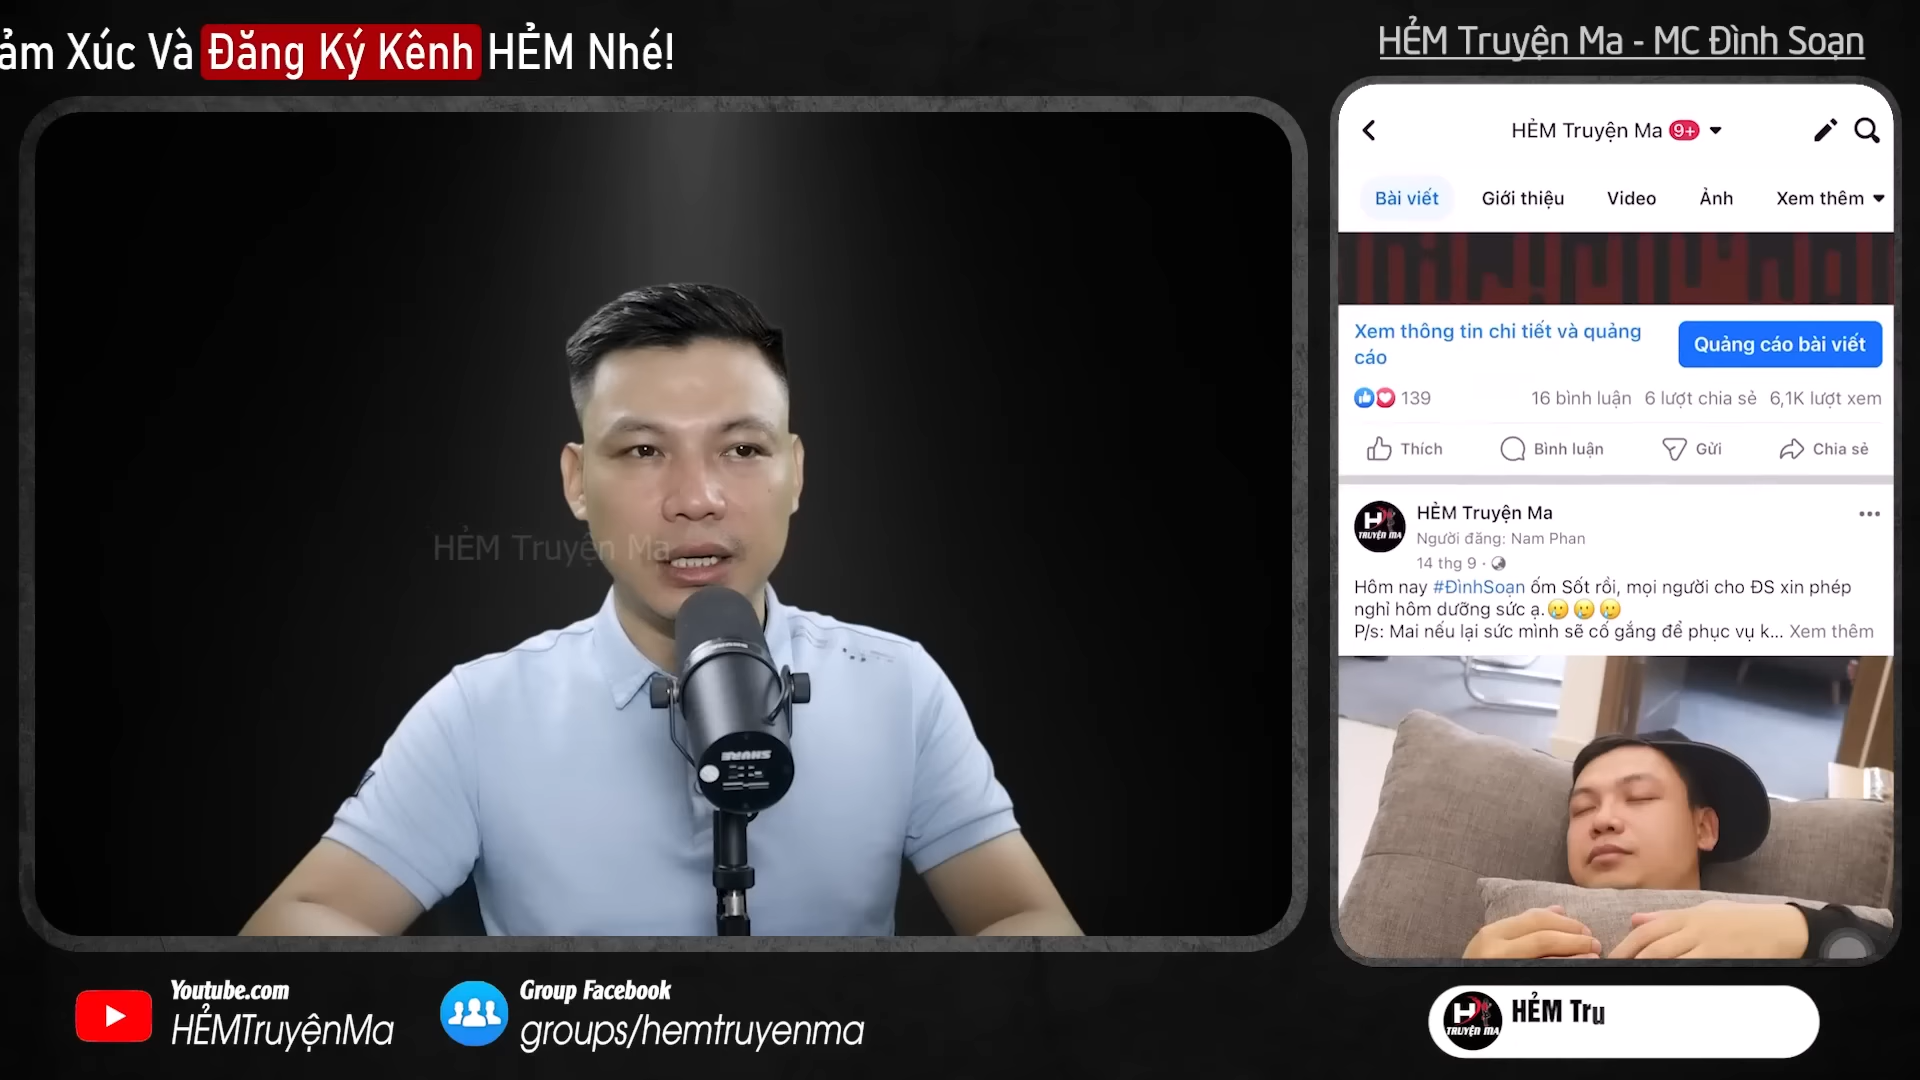 ảm Xúc Và Đăng Ký Kênh HẺM Nhé!
HẺM Truyện Ma - MC Đình Soạn
HẺM Truyện Ma 9+
Bài viết Giới thiệu Video Ảnh Xem thêm
Xem thông tin chi tiết và quảng
cáo
Quảng cáo bài viết
139 16 bình luận 6 lượt chia sẻ 6,1K lượt xem
Thích Bình luận Gửi Chia sẻ
HẺM Truyện Ma
Người đăng: Nam Phan
14 thg 9 ·
Hôm nay #ĐìnhSoạn ốm Sốt rồi, mọi người cho ĐS xin phép
nghỉ hôm dưỡng sức ạ.🥲🥲🥲
P/s: Mai nếu lại sức mình sẽ cố gắng để phục vụ k... Xem thêm
HẺM Truyện Ma
SHURE
Youtube.com
HẺMTruyệnMa
Group Facebook
groups/hemtruyenma
H
TRUYỆN MA
HẺM Tru